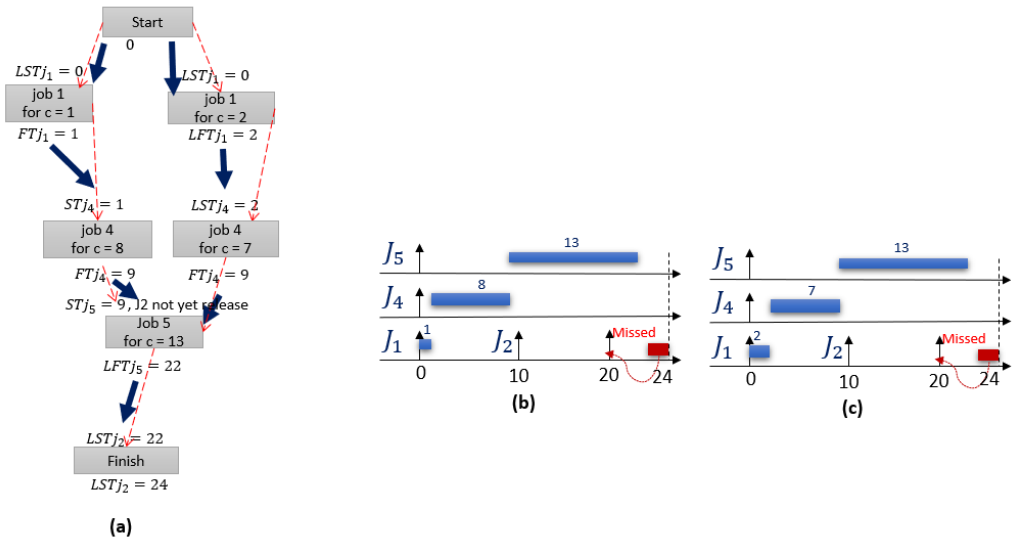 Start
0
LSTj₁ = 0
LSTj₁ = 0
job 1
for c = 1
job 1
for c = 2
FTj₁ = 1
LFTj₁ = 2
STj₄ = 1
LSTj₄ = 2
job 4
for c = 8
job 4
for c = 7
FTj₄ = 9
FTj₄ = 9
STj₅ = 9, J2 not yet release
Job 5
for c = 13
LFTj₅ = 22
LSTj₂ = 22
Finish
LSTj₂ = 24
(a)
13
J₅
8
J₄
1
Missed
J₁
J₂
0
10
20
24
(b)
13
J₅
7
J₄
2
Missed
J₁
J₂
0
10
20
24
(c)